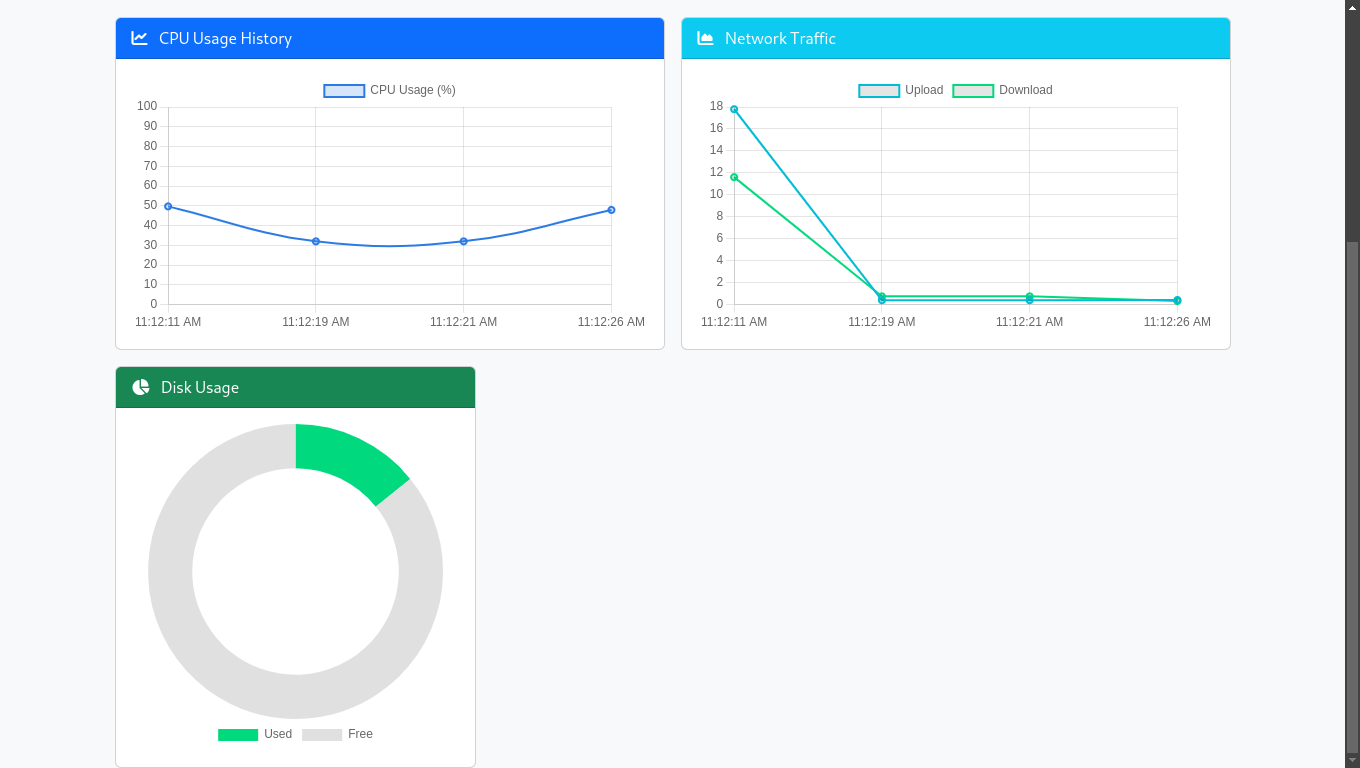 CPU Usage History
CPU Usage (%)
100
90
80
70
60
50
40
30
20
10
0
11:12:11 AM 11:12:19 AM 11:12:21 AM 11:12:26 AM
Network Traffic
Upload Download
18
16
14
12
10
8
6
4
2
0
11:12:11 AM 11:12:19 AM 11:12:21 AM 11:12:26 AM
Disk Usage
Used Free